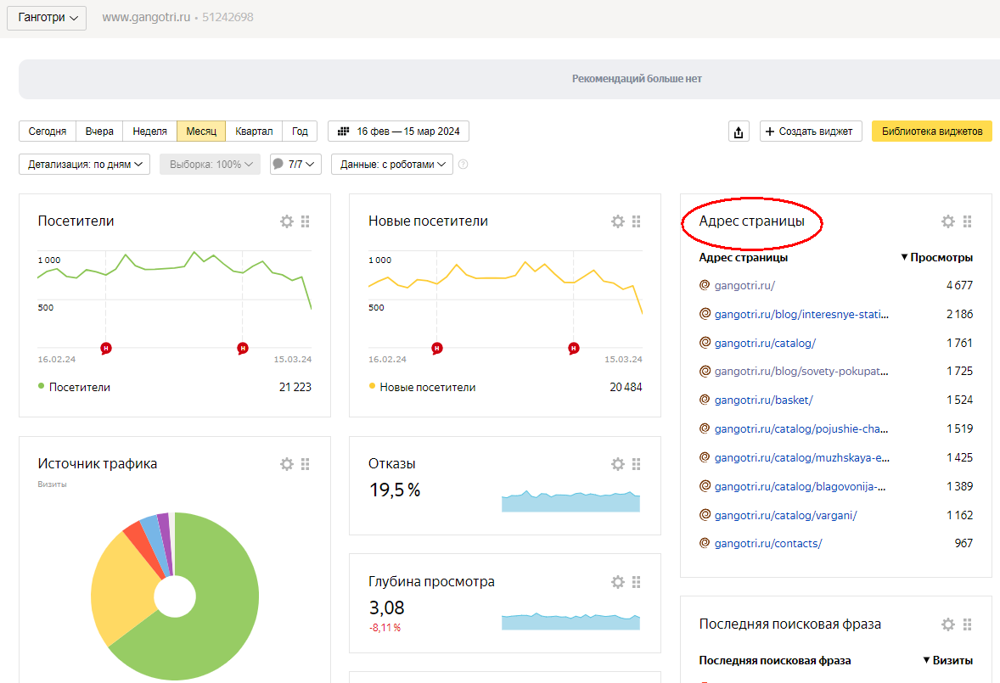 Ганготри
www.gangotri.ru • 51242698
Рекомендаций больше нет
Сегодня Вчера Неделя Месяц Квартал Год 16 фев — 15 мар 2024 + Создать виджет Библиотека виджетов
Детализация: по дням Выборка: 100% 7/7 Данные: с роботами ?
Посетители
1 000
500
Н Н
16.02.24 15.03.24
Посетители 21 223
Новые посетители
1 000
500
Н Н
16.02.24 15.03.24
Новые посетители 20 484
Адрес страницы
Адрес страницы ▼ Просмотры
gangotri.ru/ 4 677
gangotri.ru/blog/interesnye-stati... 2 186
gangotri.ru/catalog/ 1 761
gangotri.ru/blog/sovety-pokupat... 1 725
gangotri.ru/basket/ 1 524
gangotri.ru/catalog/pojushie-cha... 1 519
gangotri.ru/catalog/muzhskaya-e... 1 425
gangotri.ru/catalog/blagovonija-... 1 389
gangotri.ru/catalog/vargani/ 1 162
gangotri.ru/contacts/ 967
Источник трафика
Визиты
Отказы
19,5 %
Глубина просмотра
3,08
-8,11 %
Последняя поисковая фраза
Последняя поисковая фраза ▼ Визиты